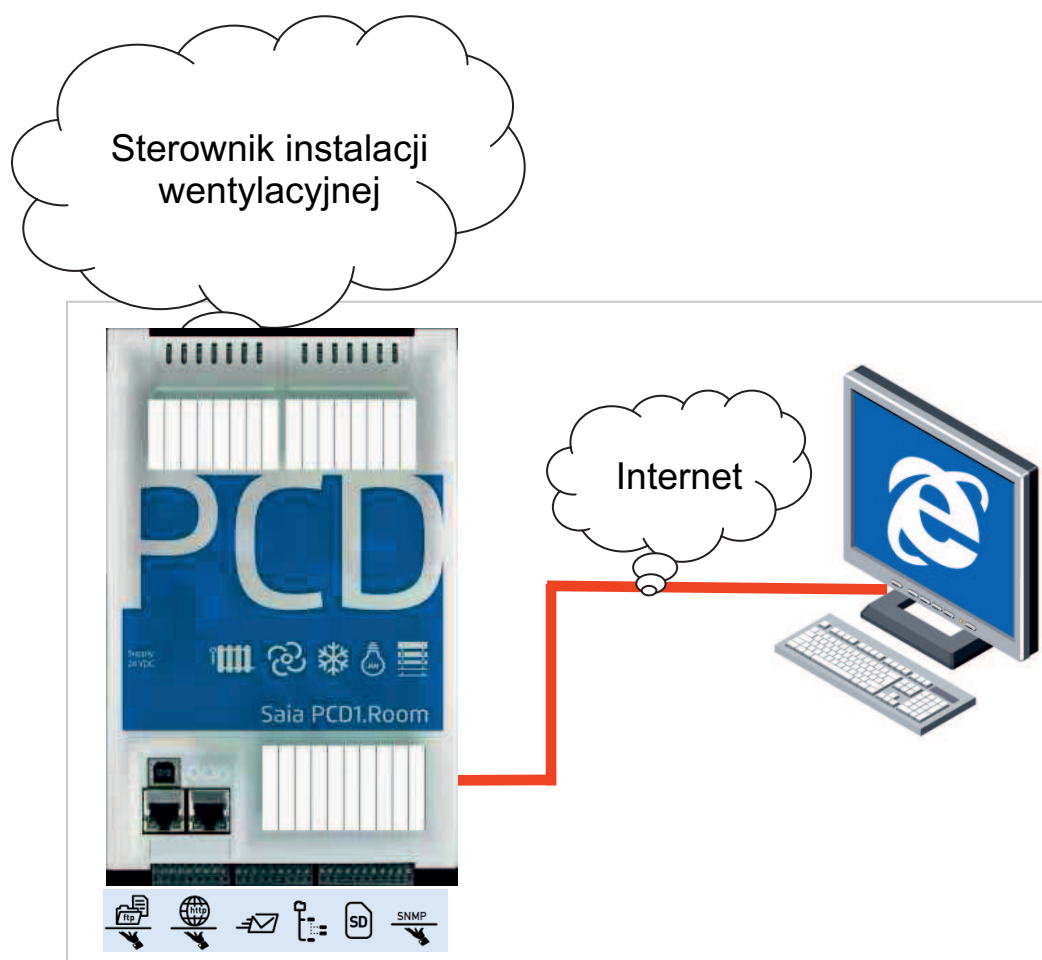 Sterownik instalacji
wentylacyjnej
Internet
PCD
Supply
24 VDC
Saia PCD1.Room
ftp
http
SD
SNMP